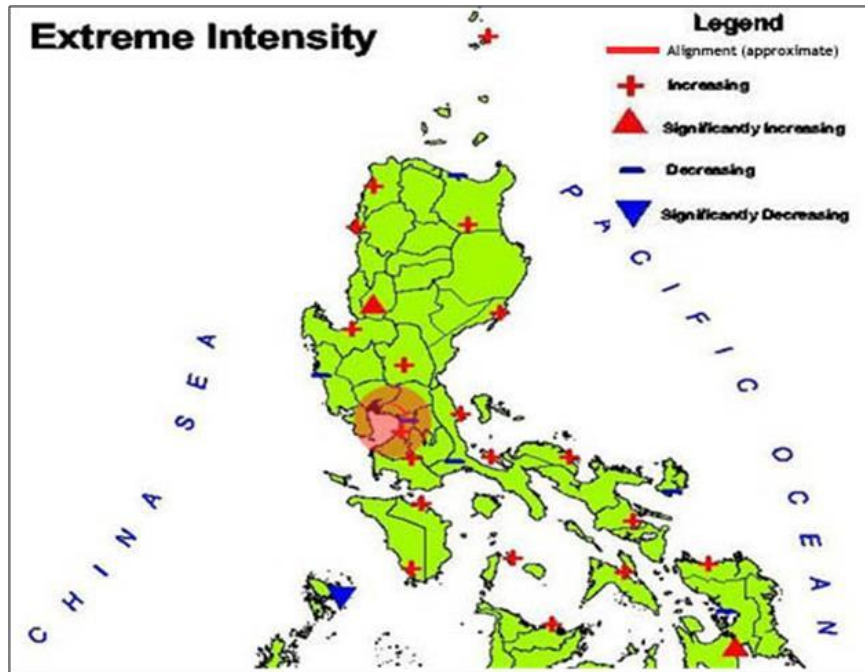 Extreme Intensity
Legend
Alignment (approximate)
Increasing
Significantly Increasing
Decreasing
Significantly Decreasing
PACIFIC OCEAN
CHINA SEA